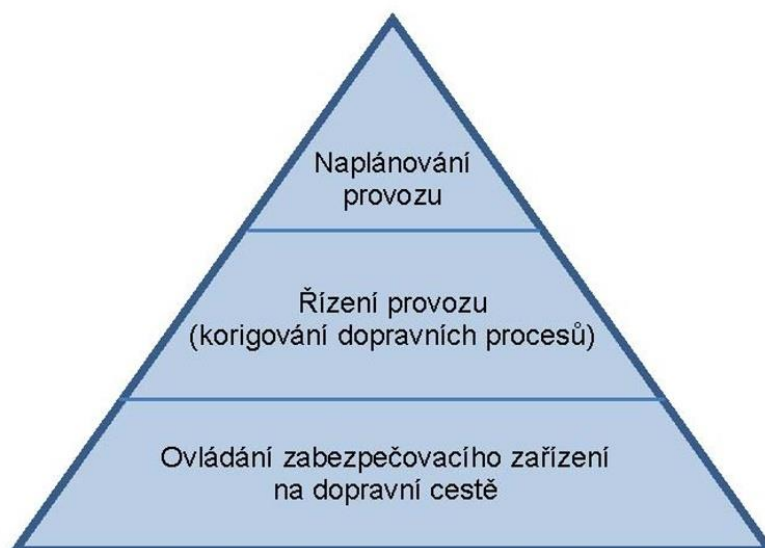 Naplánování
provozu
Řízení provozu
(korigování dopravních procesů)
Ovládání zabezpečovacího zařízení
na dopravní cestě